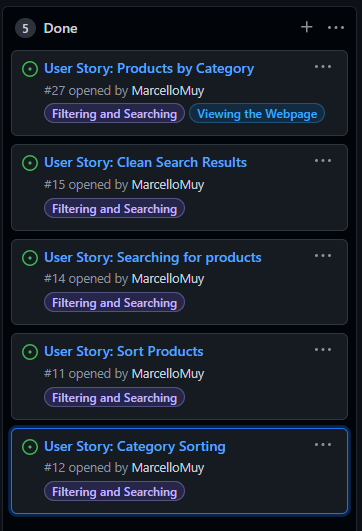 5 Done
User Story: Products by Category
#27 opened by MarcelloMuy
Filtering and Searching Viewing the Webpage
User Story: Clean Search Results
#15 opened by MarcelloMuy
Filtering and Searching
User Story: Searching for products
#14 opened by MarcelloMuy
Filtering and Searching
User Story: Sort Products
#11 opened by MarcelloMuy
Filtering and Searching
User Story: Category Sorting
#12 opened by MarcelloMuy
Filtering and Searching